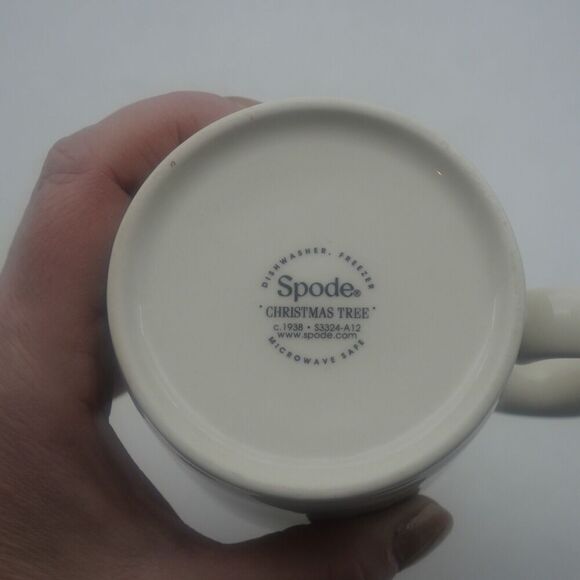 DISHWASHER, FREEZER
Spode®
CHRISTMAS TREE
c.1938 • S3324-A12
www.spode.com
MICROWAVE SAFE